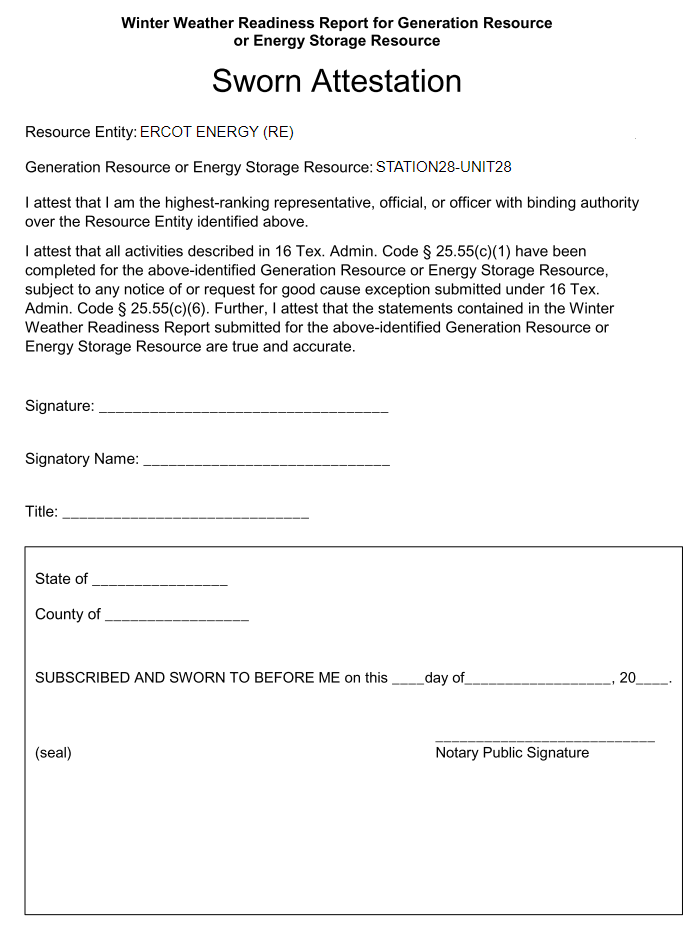 Winter Weather Readiness Report for Generation Resource
or Energy Storage Resource
Sworn Attestation
Resource Entity: ERCOT ENERGY (RE)
Generation Resource or Energy Storage Resource: STATION28-UNIT28
I attest that I am the highest-ranking representative, official, or officer with binding authority
over the Resource Entity identified above.
I attest that all activities described in 16 Tex. Admin. Code § 25.55(c)(1) have been
completed for the above-identified Generation Resource or Energy Storage Resource,
subject to any notice of or request for good cause exception submitted under 16 Tex.
Admin. Code § 25.55(c)(6). Further, I attest that the statements contained in the Winter
Weather Readiness Report submitted for the above-identified Generation Resource or
Energy Storage Resource are true and accurate.
Signature: __________________________________
Signatory Name: _____________________________
Title: _____________________________
State of ________________
County of _________________
SUBSCRIBED AND SWORN TO BEFORE ME on this ____day of_________________, 20____.
__________________________
(seal) Notary Public Signature